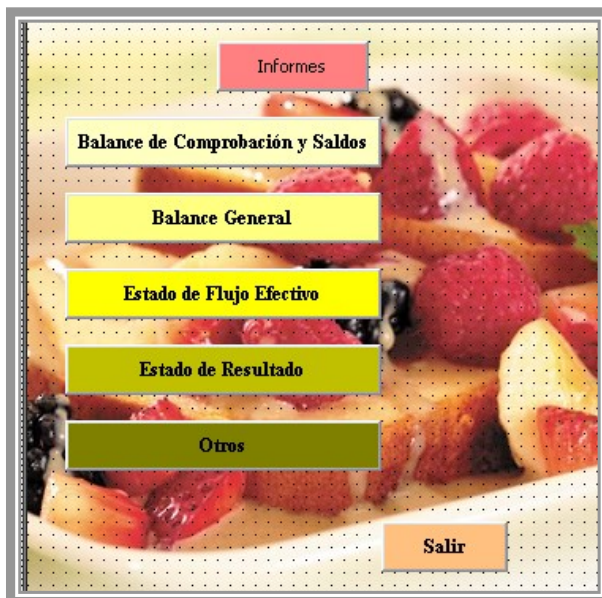 Informes
Balance de Comprobación y Saldos
Balance General
Estado de Flujo Efectivo
Estado de Resultado
Otros
Salir